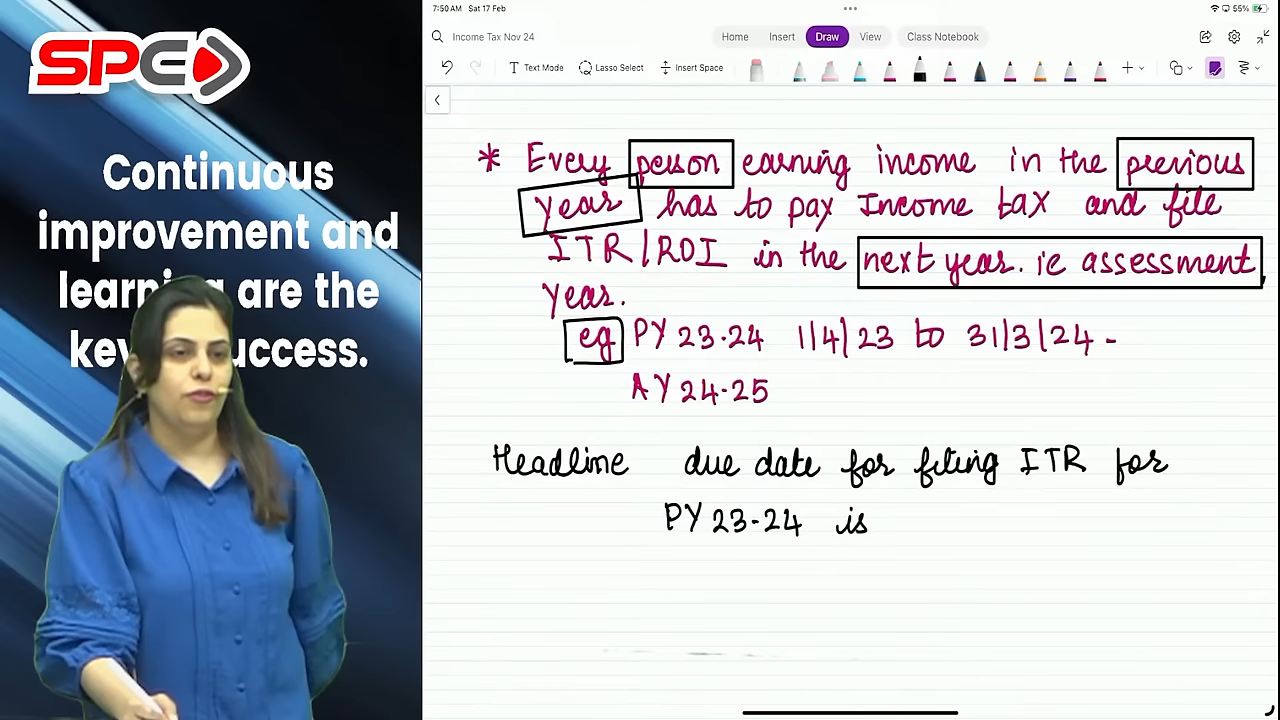 SPC
Continuous
improvement and
learning are the
key success.
7:50 AM Sat 17 Feb
55%
Income Tax Nov 24
Home Insert Draw View Class Notebook
Text Mode Lasso Select Insert Space
* Every person earning income in the previous
year has to pay Income tax and file
ITR/ROI in the next year. ie assessment
year.
eg PY 23-24 1/4/23 to 31/3/24 -
AY 24-25
Headline due date for filing ITR for
PY 23-24 is